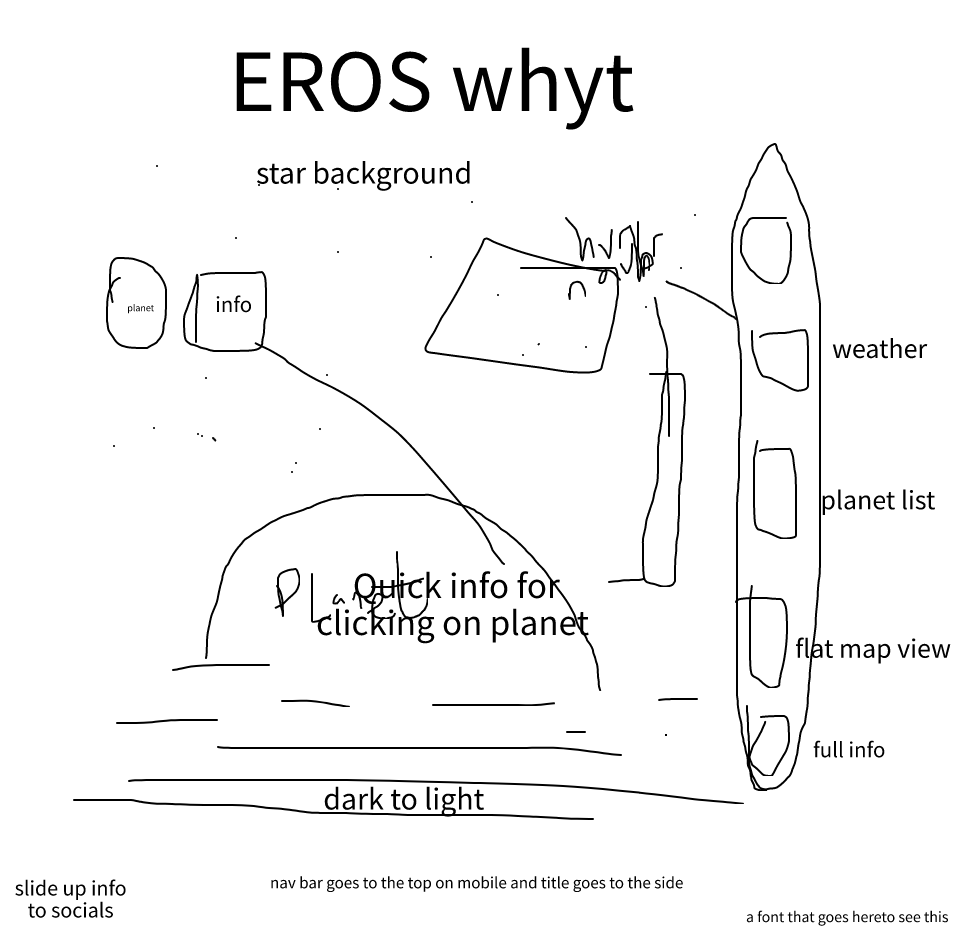 EROS whyt
star background
planet
info
weather
planet list
Planet
Quick info for
clicking on planet
flat map view
full info
dark to light
slide up info
to socials
nav bar goes to the top on mobile and title goes to the side
a font that goes hereto see this